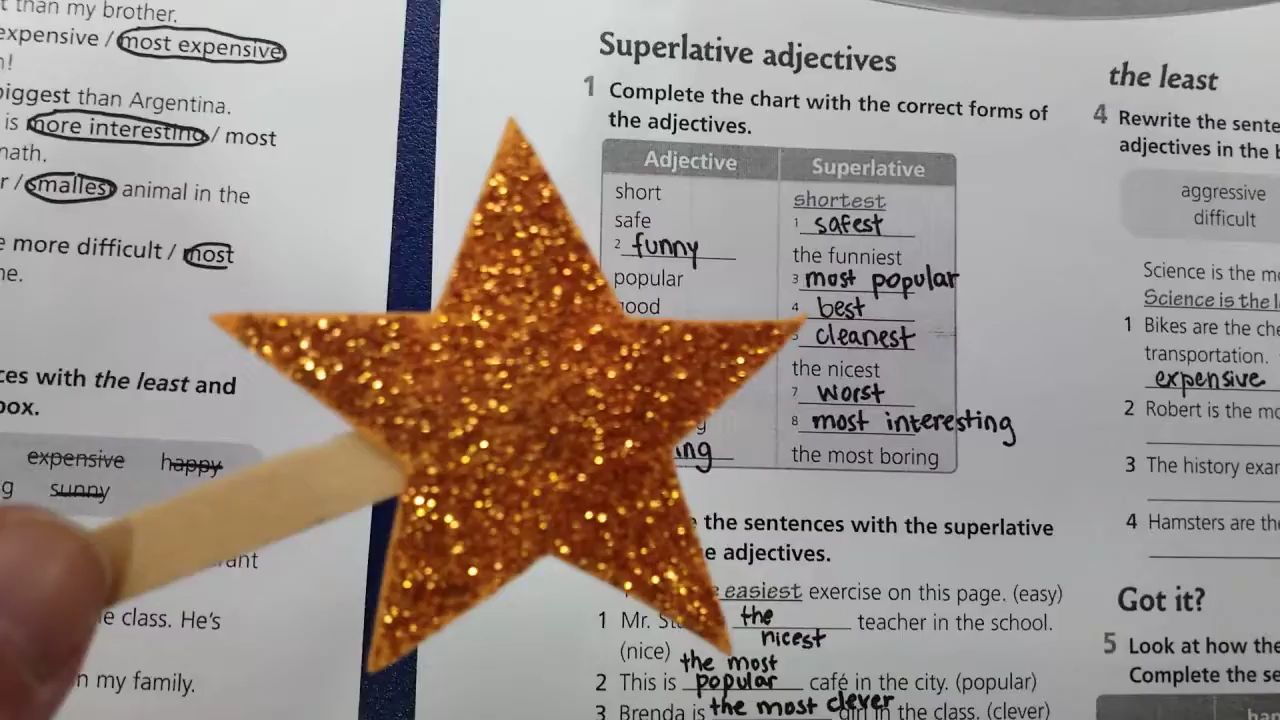 t than my brother.
expensive / most expensive
n!
biggest than Argentina.
is more interesting / most
math.
r / smallest animal in the
e more difficult / most
ne.
ces with the least and
box.
expensive happy
g sunny
rant
e class. He's
n my family.
Superlative adjectives
1 Complete the chart with the correct forms of
the adjectives.
Adjective Superlative
short shortest
safe 1 safest
2 funny the funniest
popular 3 most popular
good 4 best
5 cleanest
the nicest
7 worst
g 8 most interesting
ing the most boring
the sentences with the superlative
e adjectives.
easiest exercise on this page. (easy)
1 Mr. St the nicest teacher in the school.
(nice)
2 This is the most popular café in the city. (popular)
3 Brenda is the most clever girl in the class. (clever)
the least
4 Rewrite the sente
adjectives in the b
aggressive
difficult
Science is the m
Science is the l
1 Bikes are the che
transportation.
expensive
2 Robert is the mo
3 The history exar
4 Hamsters are the
Got it?
5 Look at how the
Complete the se
hap